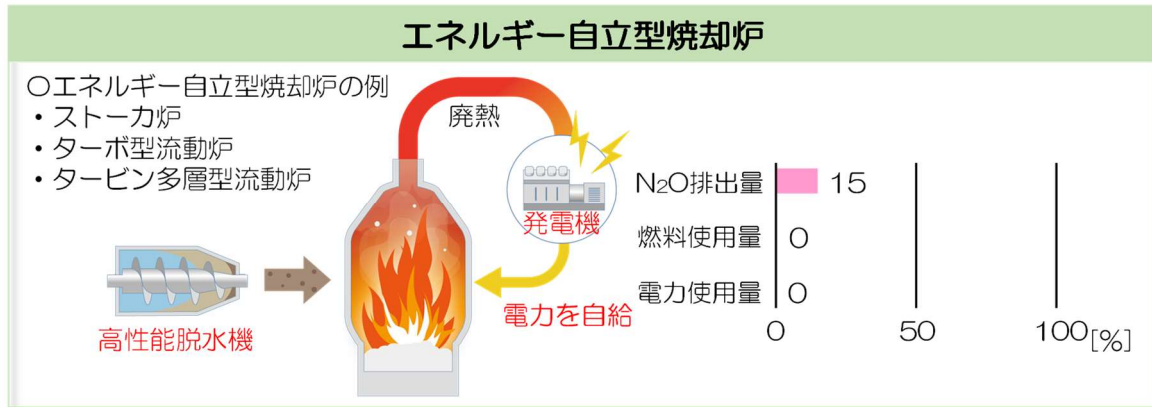 エネルギー自立型焼却炉
〇エネルギー自立型焼却炉の例
・ストーカ炉
・ターボ型流動炉
・タービン多層型流動炉
廃熱
発電機
電力を自給
高性能脱水機
N₂O排出量 15
燃料使用量 0
電力使用量 0
0 50 100[%]